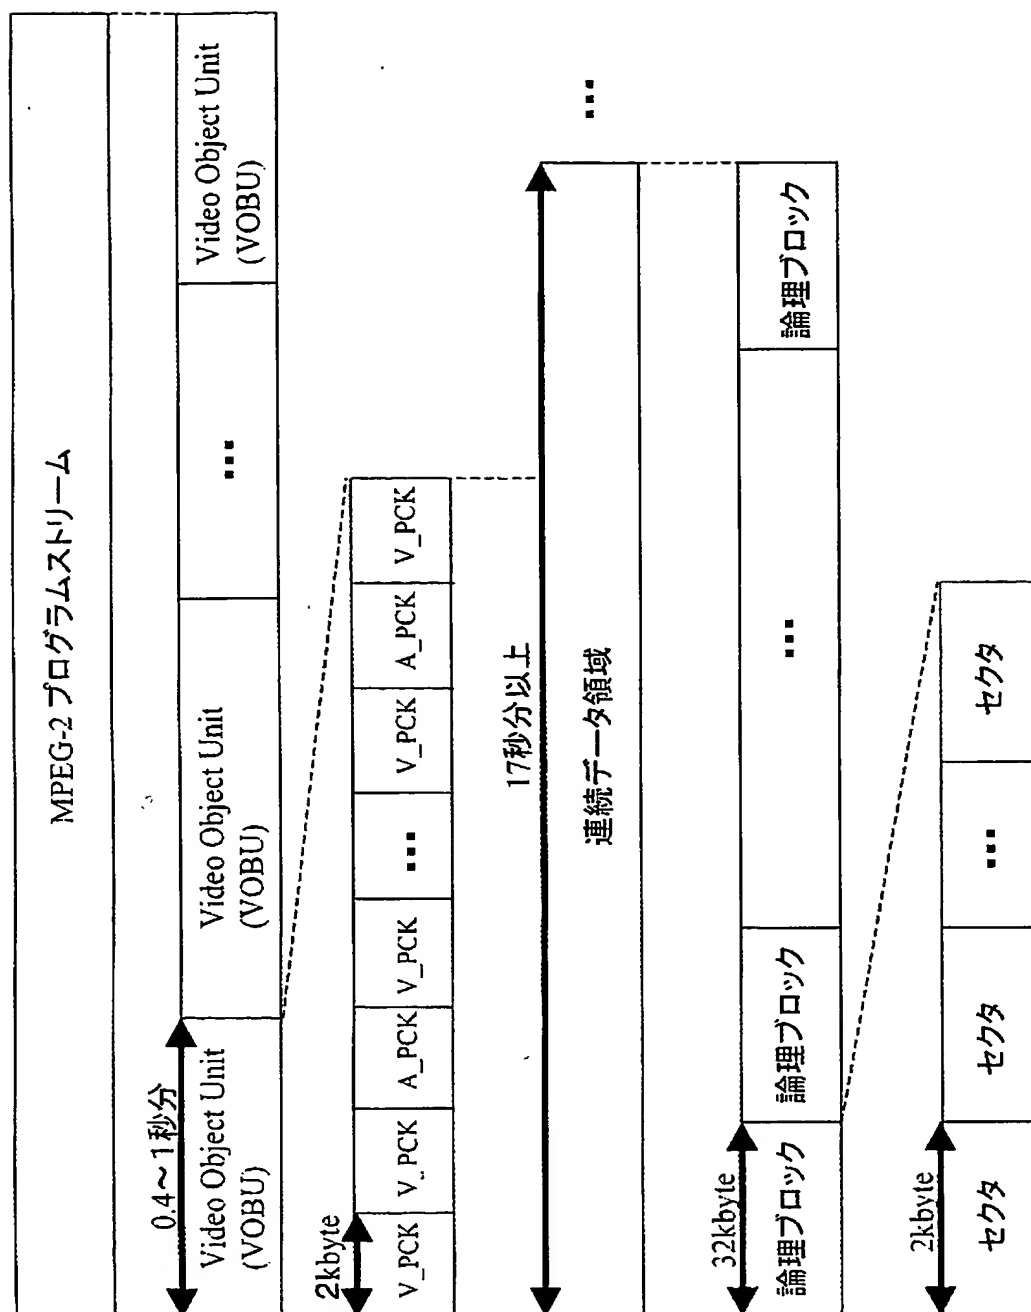 MPEG-2 プログラムストリーム
0.4～1秒分
Video Object Unit
(VOBU)
Video Object Unit
(VOBU)
...
Video Object Unit
(VOBU)
2kbyte
V_PCK
V_PCK
A_PCK
V_PCK
...
V_PCK
A_PCK
V_PCK
17秒分以上
連続データ領域
...
32kbyte
論理ブロック
論理ブロック
...
論理ブロック
2kbyte
セクタ
セクタ
...
セクタ